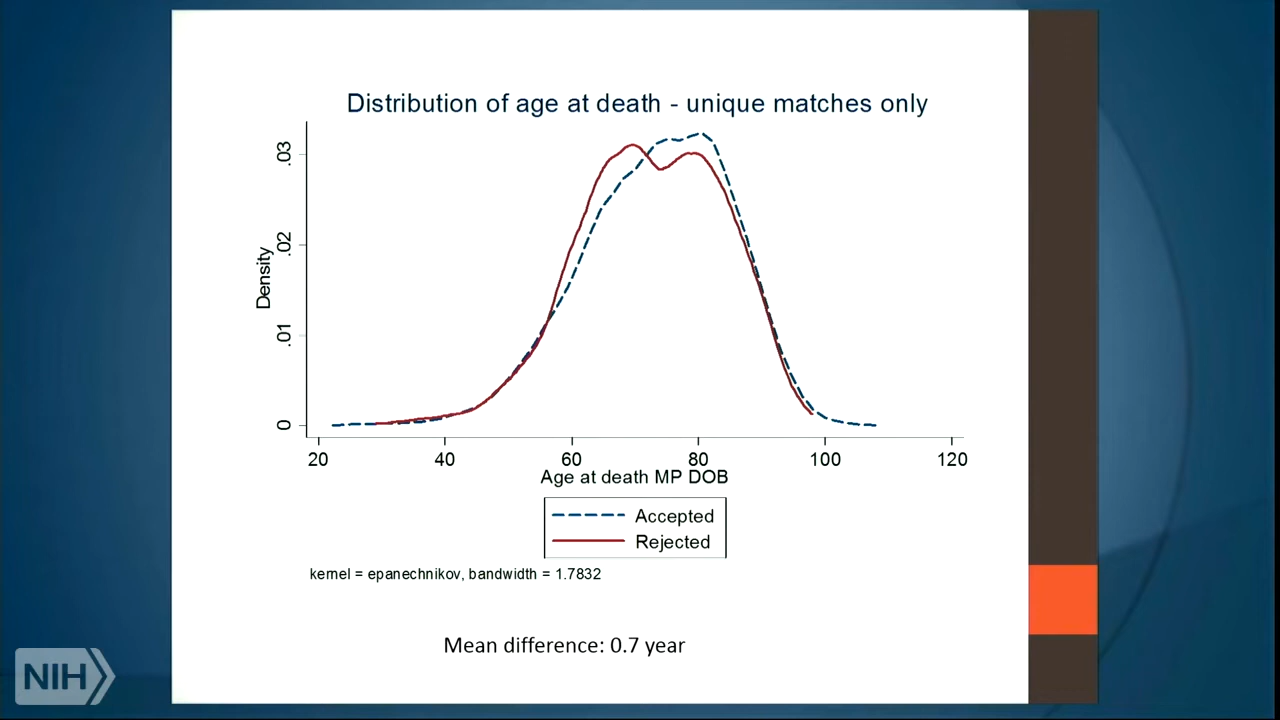 Distribution of age at death - unique matches only
Density
0
.01
.02
.03
20 40 60 80 100 120
Age at death MP DOB
Accepted
Rejected
kernel = epanechnikov, bandwidth = 1.7832
Mean difference: 0.7 year
NIH